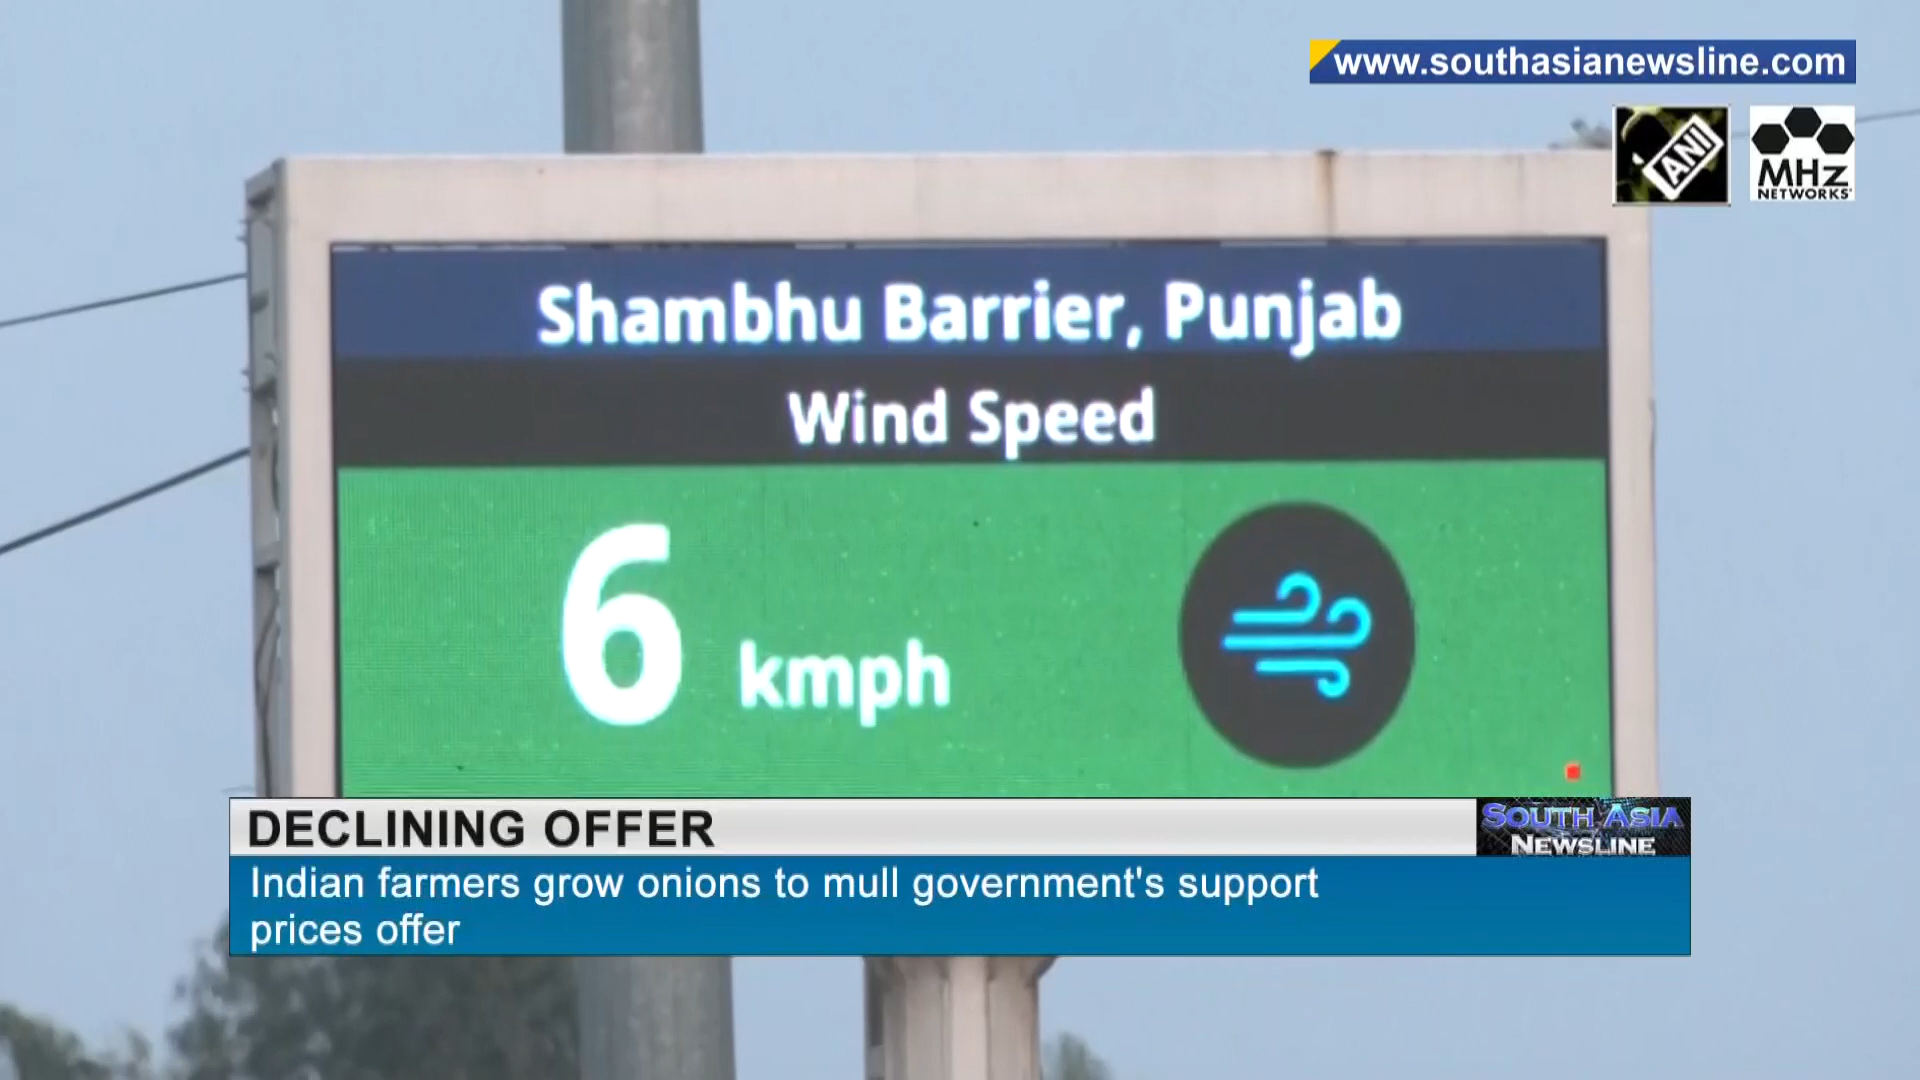 www.southasianewsline.com
ANI
MHz
NETWORKS
Shambhu Barrier, Punjab
Wind Speed
6 kmph
DECLINING OFFER
SOUTH ASIA
NEWSLINE
Indian farmers grow onions to mull government's support
prices offer